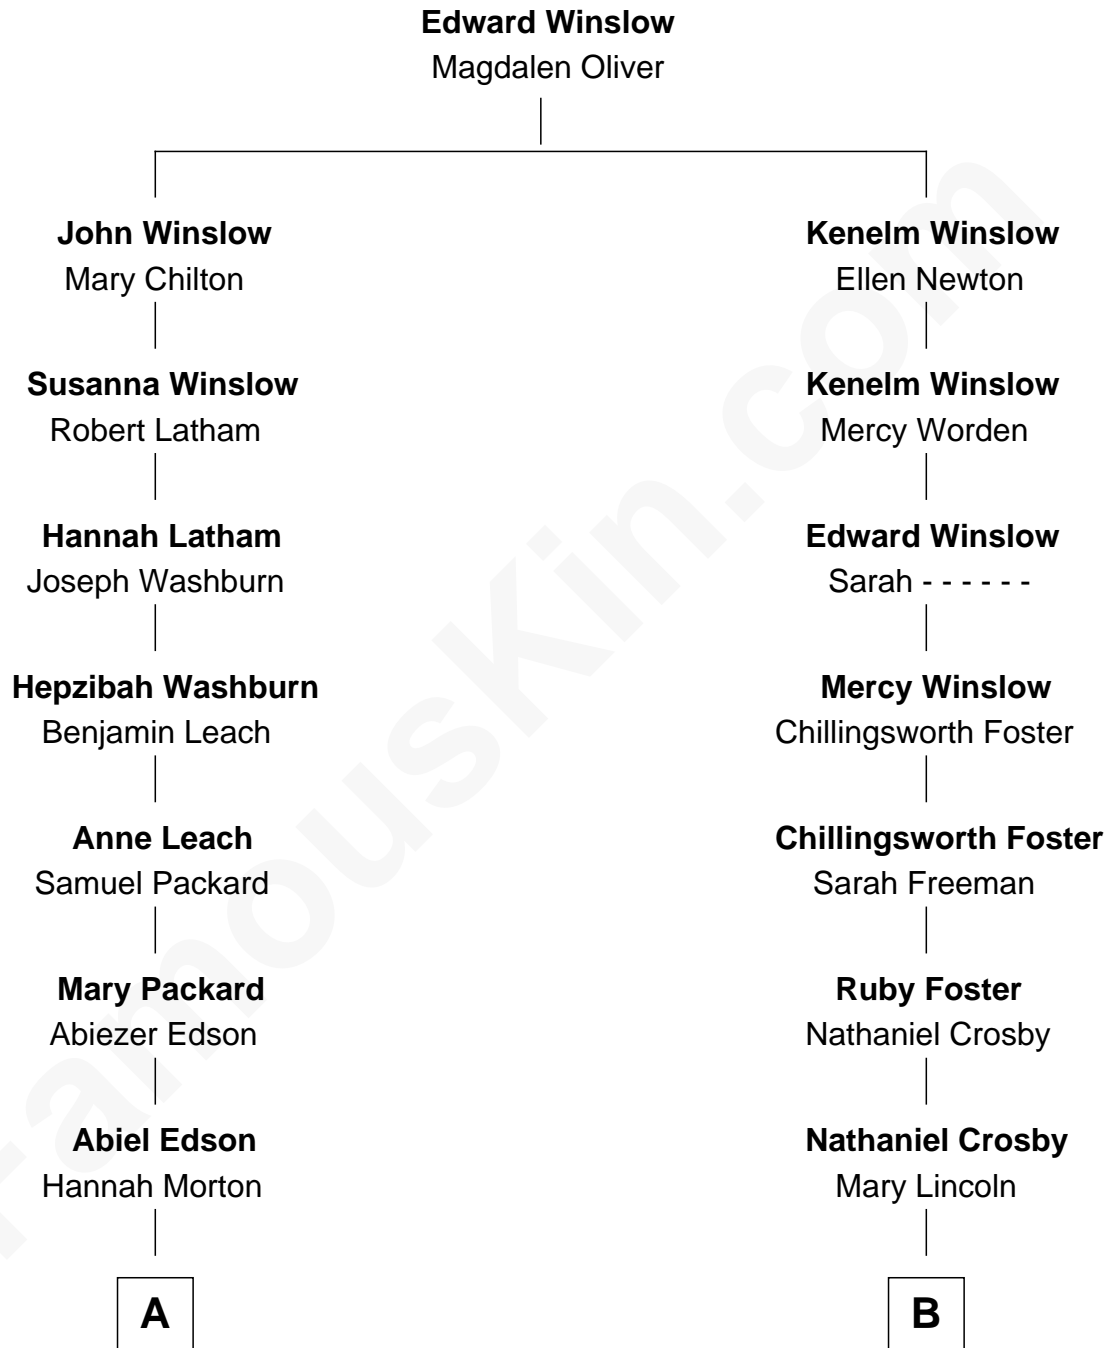 Edward Winslow
Magdalen Oliver
John Winslow
Mary Chilton
Kenelm Winslow
Ellen Newton
Susanna Winslow
Robert Latham
Kenelm Winslow
Mercy Worden
Hannah Latham
Joseph Washburn
Edward Winslow
Sarah - - - - - -
Hepzibah Washburn
Benjamin Leach
Mercy Winslow
Chillingsworth Foster
Anne Leach
Samuel Packard
Chillingsworth Foster
Sarah Freeman
Mary Packard
Abiezer Edson
Ruby Foster
Nathaniel Crosby
Abiel Edson
Hannah Morton
Nathaniel Crosby
Mary Lincoln
A
B
FamousKin.com